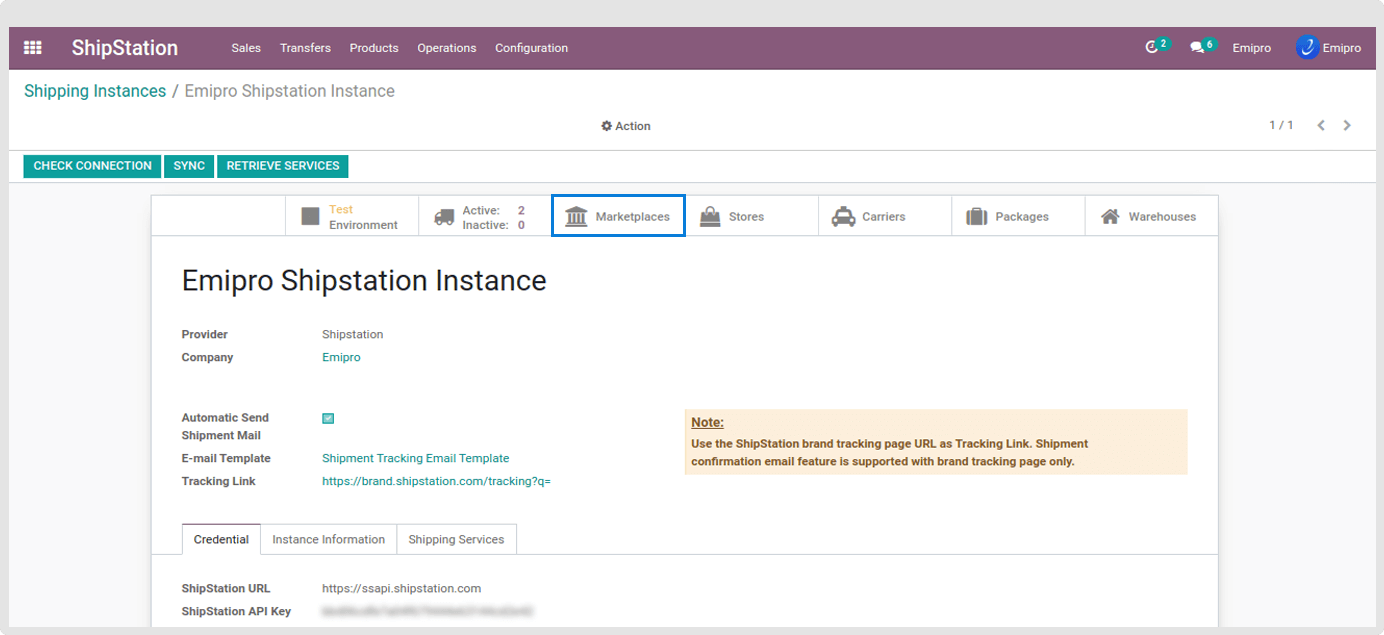 ShipStation Sales Transfers Products Operations Configuration 2 6 Emipro Emipro
Shipping Instances / Emipro Shipstation Instance
Action 1 / 1
CHECK CONNECTION SYNC RETRIEVE SERVICES
Test Environment
Active: 2
Inactive: 0
Marketplaces
Stores
Carriers
Packages
Warehouses
Emipro Shipstation Instance
Provider Shipstation
Company Emipro
Automatic Send
Shipment Mail
E-mail Template Shipment Tracking Email Template
Tracking Link https://brand.shipstation.com/tracking?q=
Note:
Use the ShipStation brand tracking page URL as Tracking Link. Shipment
confirmation email feature is supported with brand tracking page only.
Credential Instance Information Shipping Services
ShipStation URL https://ssapi.shipstation.com
ShipStation API Key